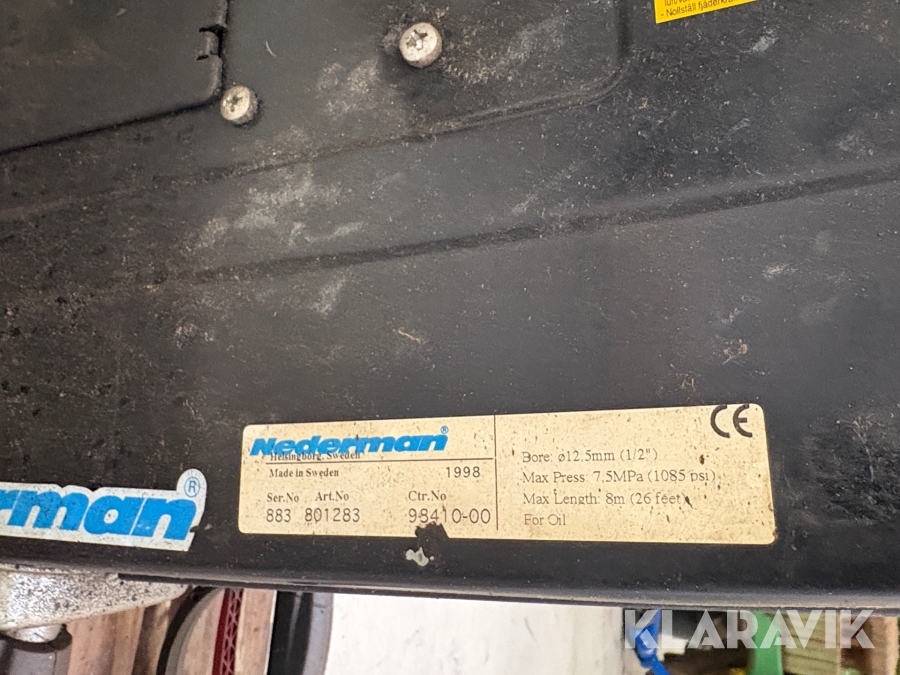 - Nollställ
Nederman®
Helsingborg, Sweden
Made in Sweden 1998
Ser.No Art.No Ctr.No
883 801283 98410-00
CE
Bore: ø12,5mm (1/2")
Max Press: 7,5MPa (1085 psi)
Max Length: 8m (26 feet)
For Oil
erman®
KLARAVIK